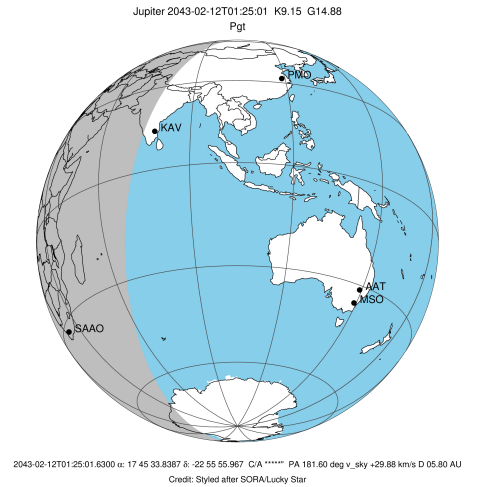 Jupiter 2043-02-12T01:25:01 K9.15 G14.88
Pgt
PMO
KAV
AAT
MSO
SAAO
2043-02-12T01:25:01.6300 α: 17 45 33.8387 δ: -22 55 55.967 C/A *****" PA 181.60 deg v_sky +29.88 km/s D 05.80 AU
Credit: Styled after SORA/Lucky Star